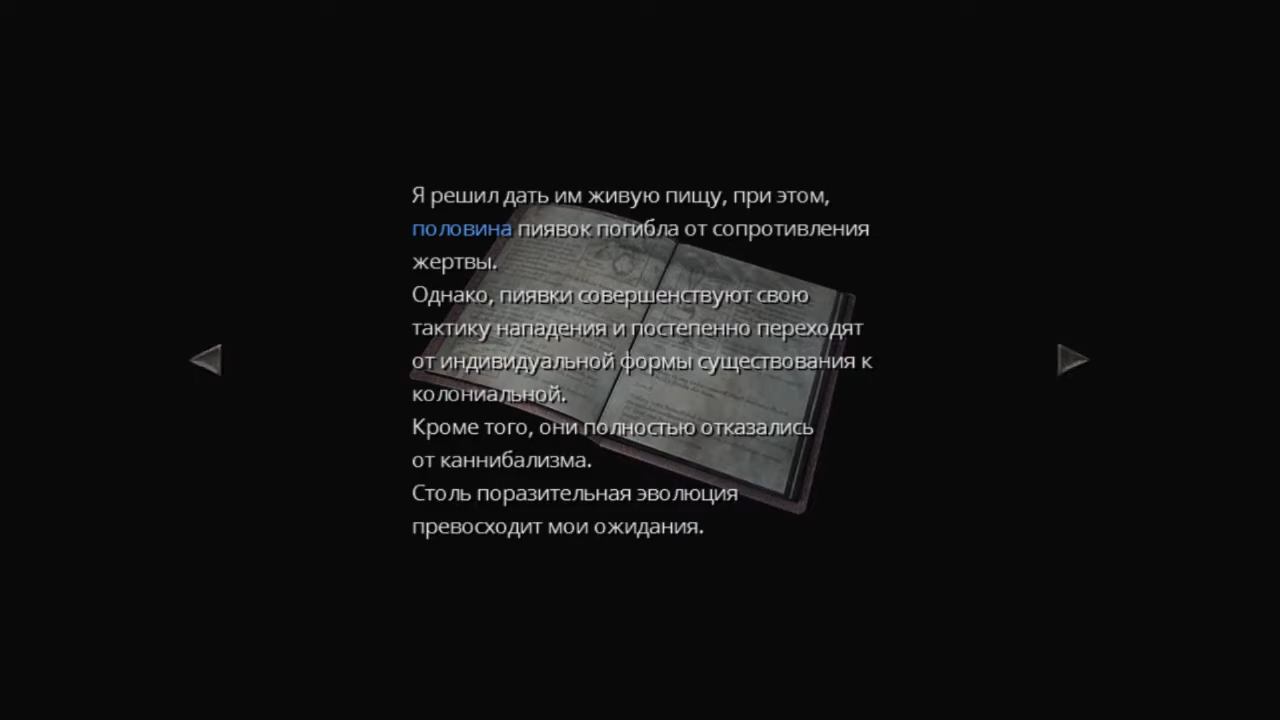 Я решил дать им живую пищу, при этом,
половина пиявок погибла от сопротивления
жертвы.
Однако, пиявки совершенствуют свою
тактику нападения и постепенно переходят
от индивидуальной формы существования к
колониальной.
Кроме того, они полностью отказались
от каннибализма.
Столь поразительная эволюция
превосходит мои ожидания.